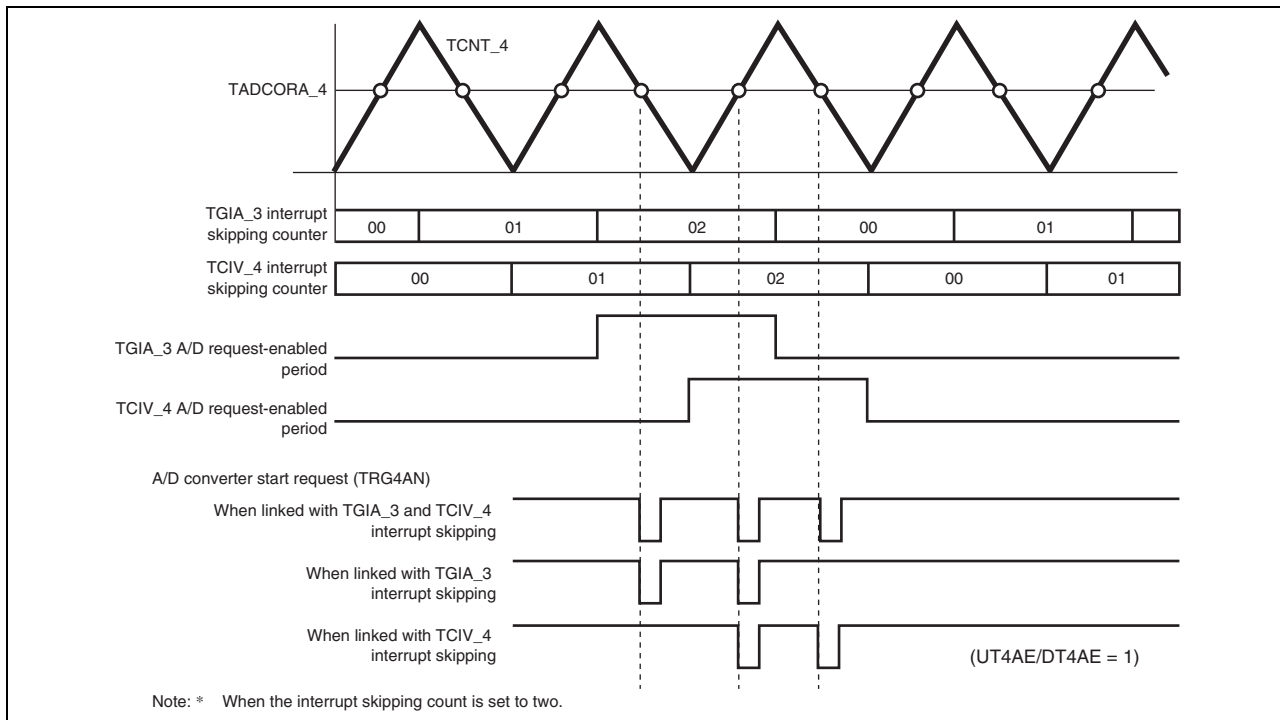 TCNT_4
TADCORA_4
TGIA_3 interrupt
skipping counter
00 01 02 00 01
TCIV_4 interrupt
skipping counter
00 01 02 00 01
TGIA_3 A/D request-enabled
period
TCIV_4 A/D request-enabled
period
A/D converter start request (TRG4AN)
When linked with TGIA_3 and TCIV_4
interrupt skipping
When linked with TGIA_3
interrupt skipping
When linked with TCIV_4
interrupt skipping
(UT4AE/DT4AE = 1)
Note: * When the interrupt skipping count is set to two.